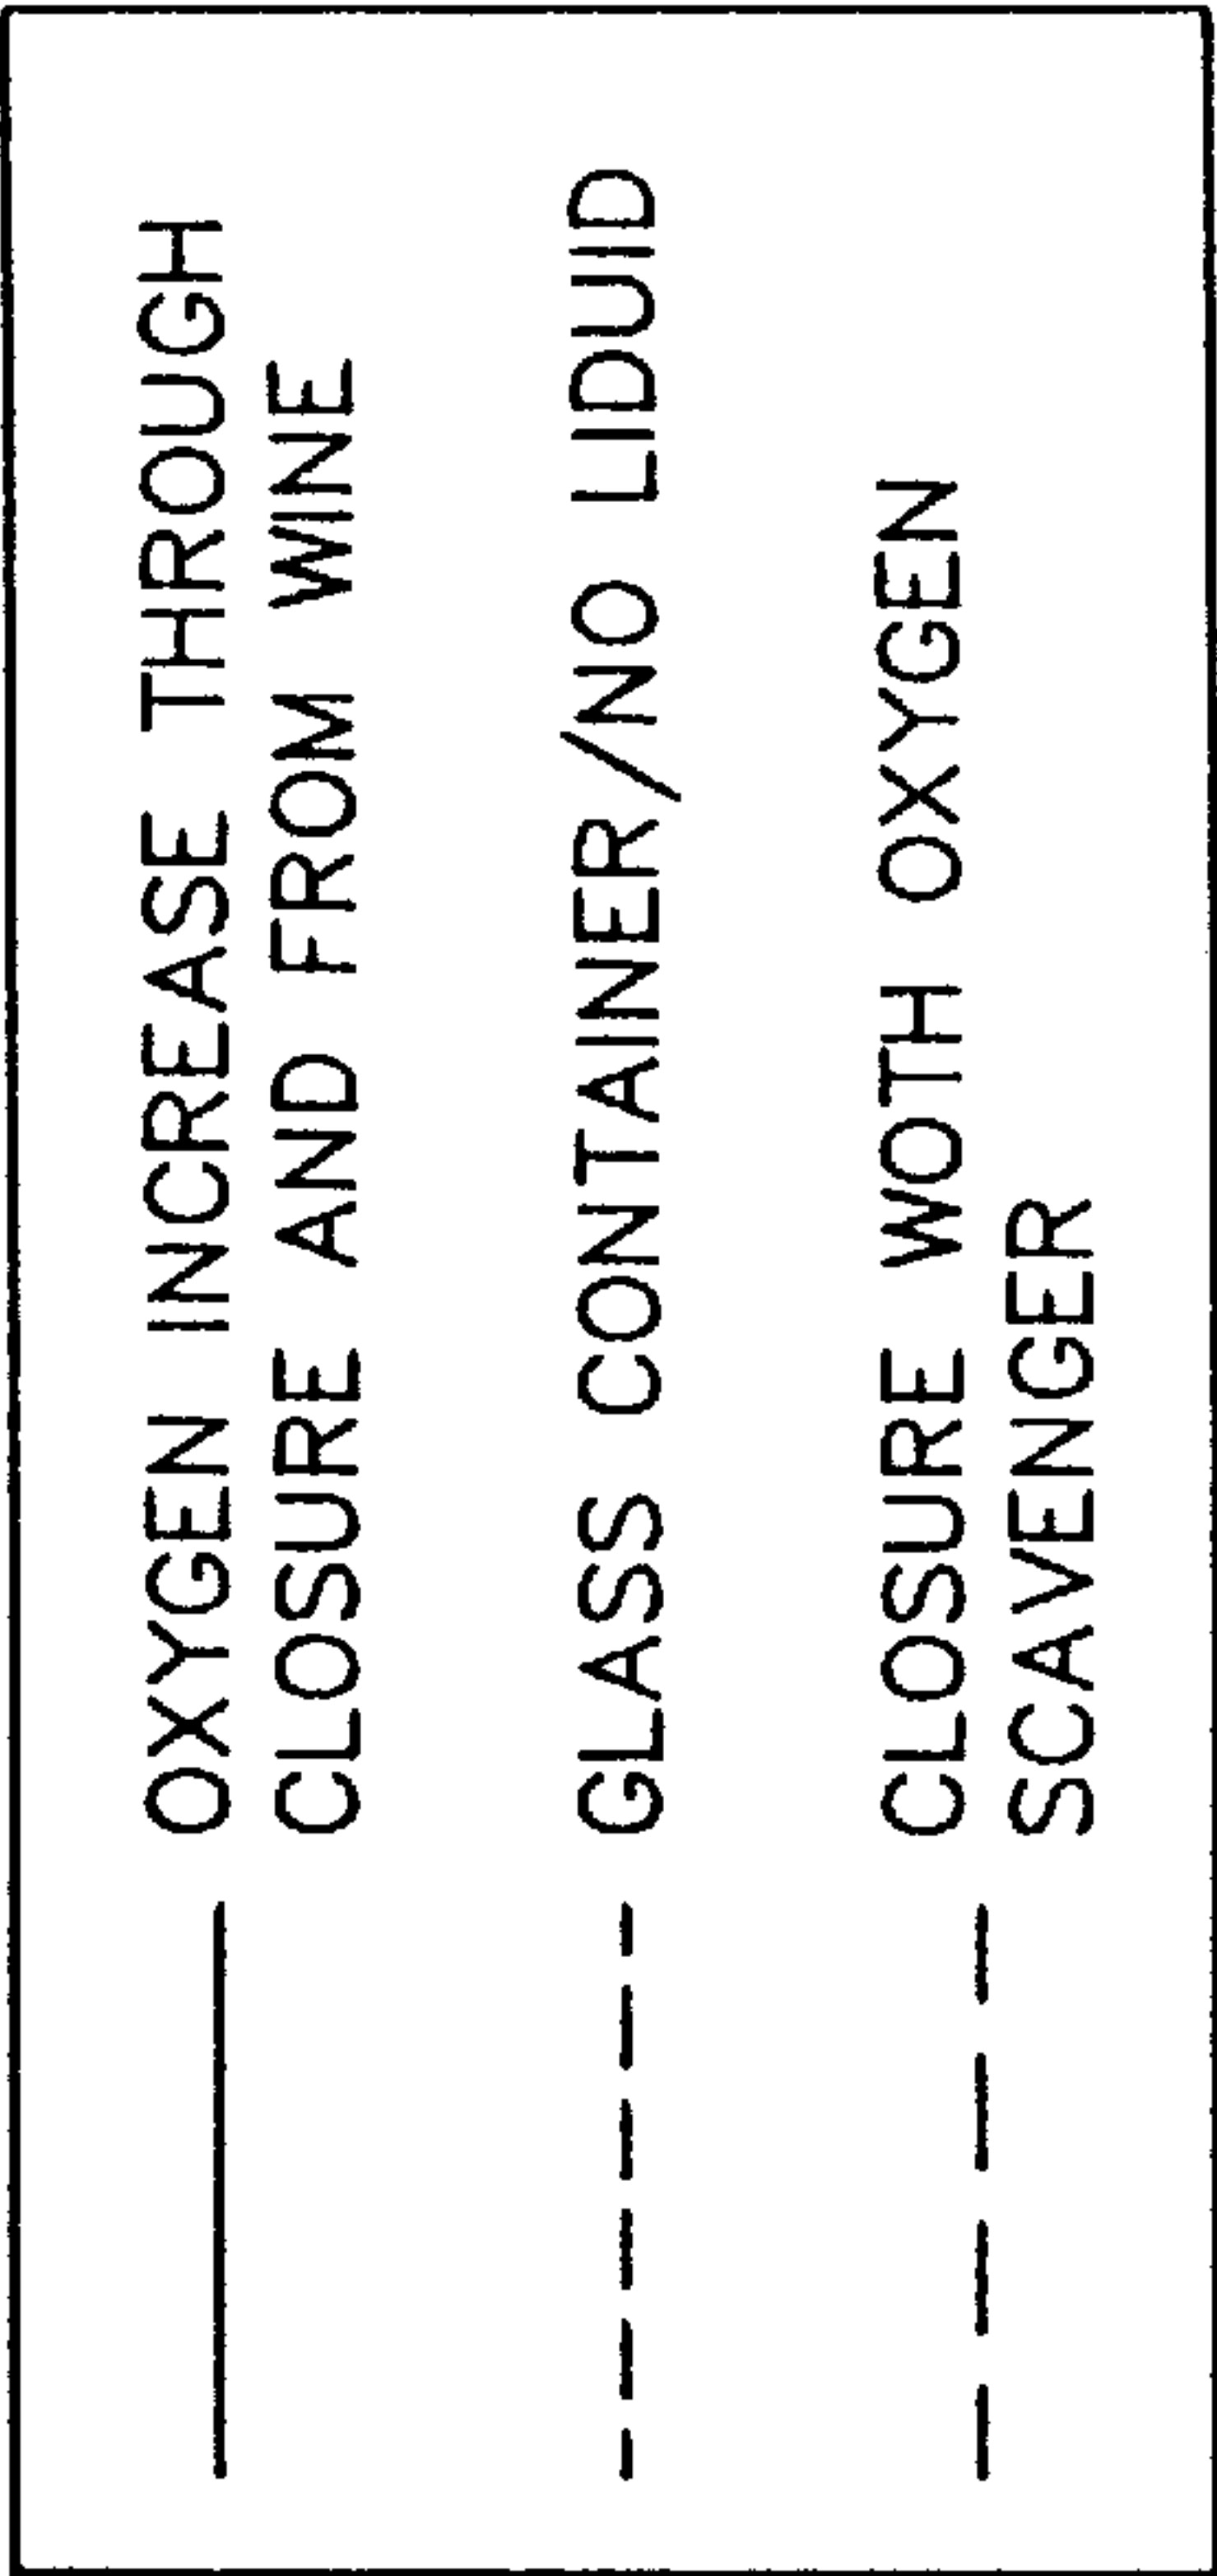 OXYGEN INCREASE THROUGH
CLOSURE AND FROM WINE
GLASS CONTAINER/NO LIDUID
CLOSURE WOTH OXYGEN
SCAVENGER